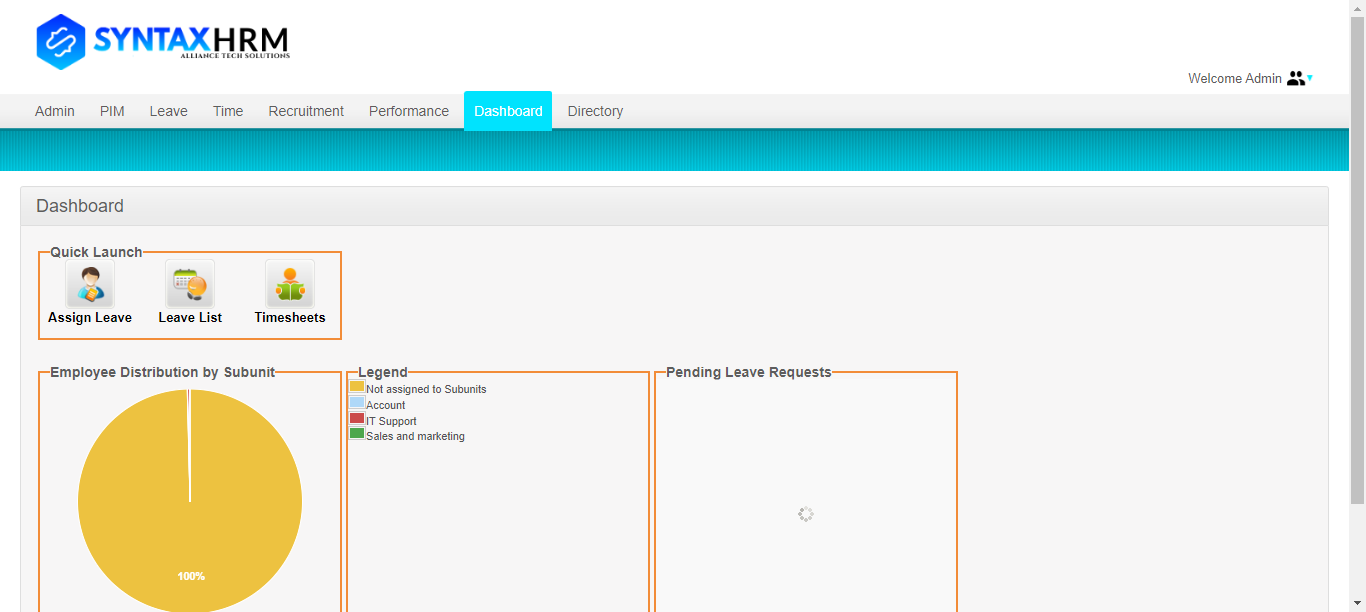 SYNTAXHRM
ALLIANCE TECH SOLUTIONS
Welcome Admin
Admin PIM Leave Time Recruitment Performance Dashboard Directory
Dashboard
Quick Launch
Assign Leave Leave List Timesheets
Employee Distribution by Subunit
100%
Legend
Not assigned to Subunits
Account
IT Support
Sales and marketing
Pending Leave Requests